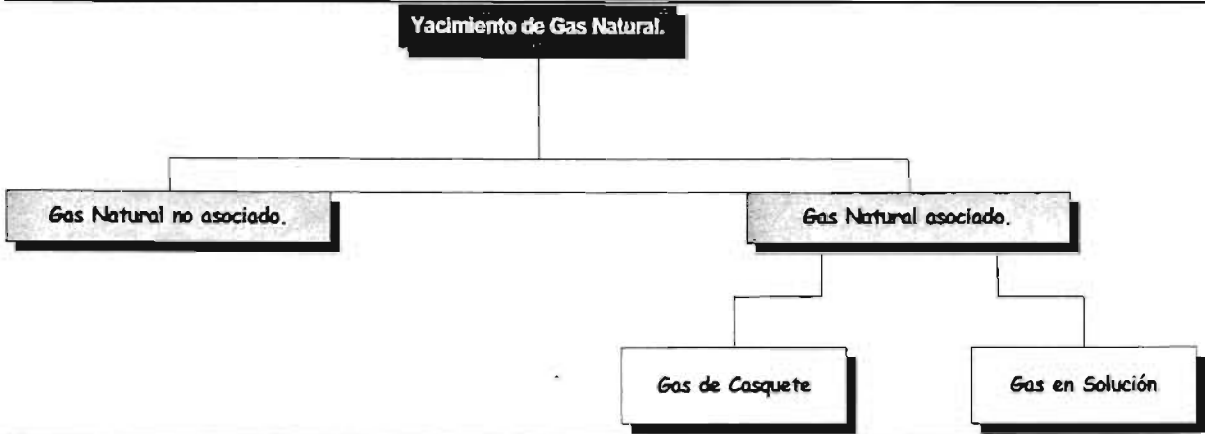 Yacimiento de Gas Natural.
Gas Natural no asociado.
Gas Natural asociado.
Gas de Casquete
Gas en Solución